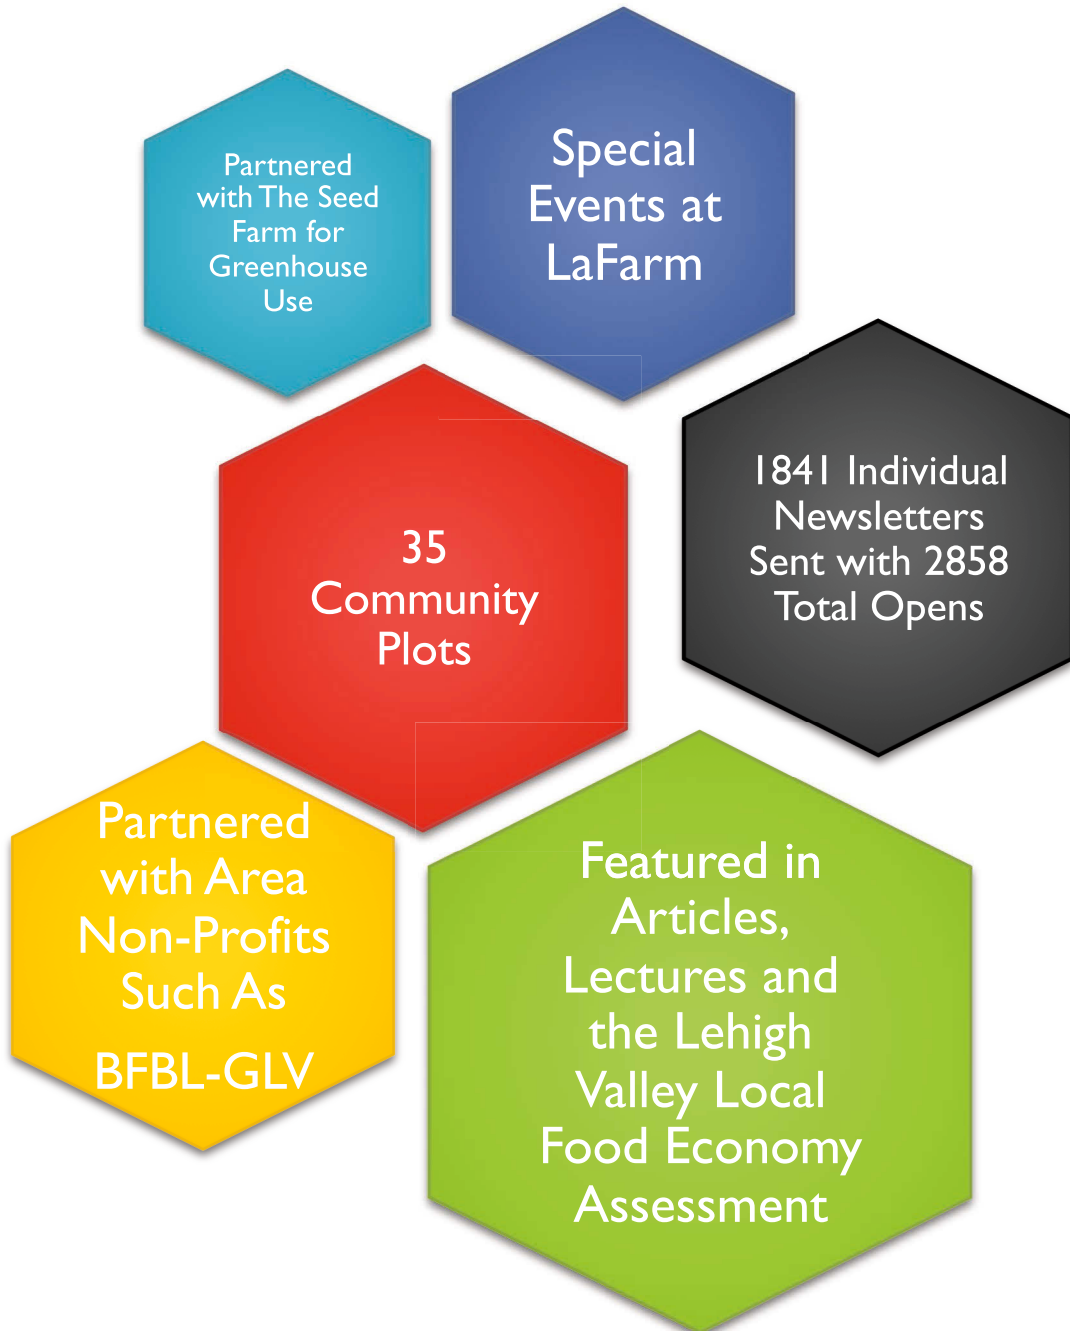 Partnered
with The Seed
Farm for
Greenhouse
Use
Special
Events at
LaFarm
35
Community
Plots
1841 Individual
Newsletters
Sent with 2858
Total Opens
Partnered
with Area
Non-Profits
Such As
BFBL-GLV
Featured in
Articles,
Lectures and
the Lehigh
Valley Local
Food Economy
Assessment